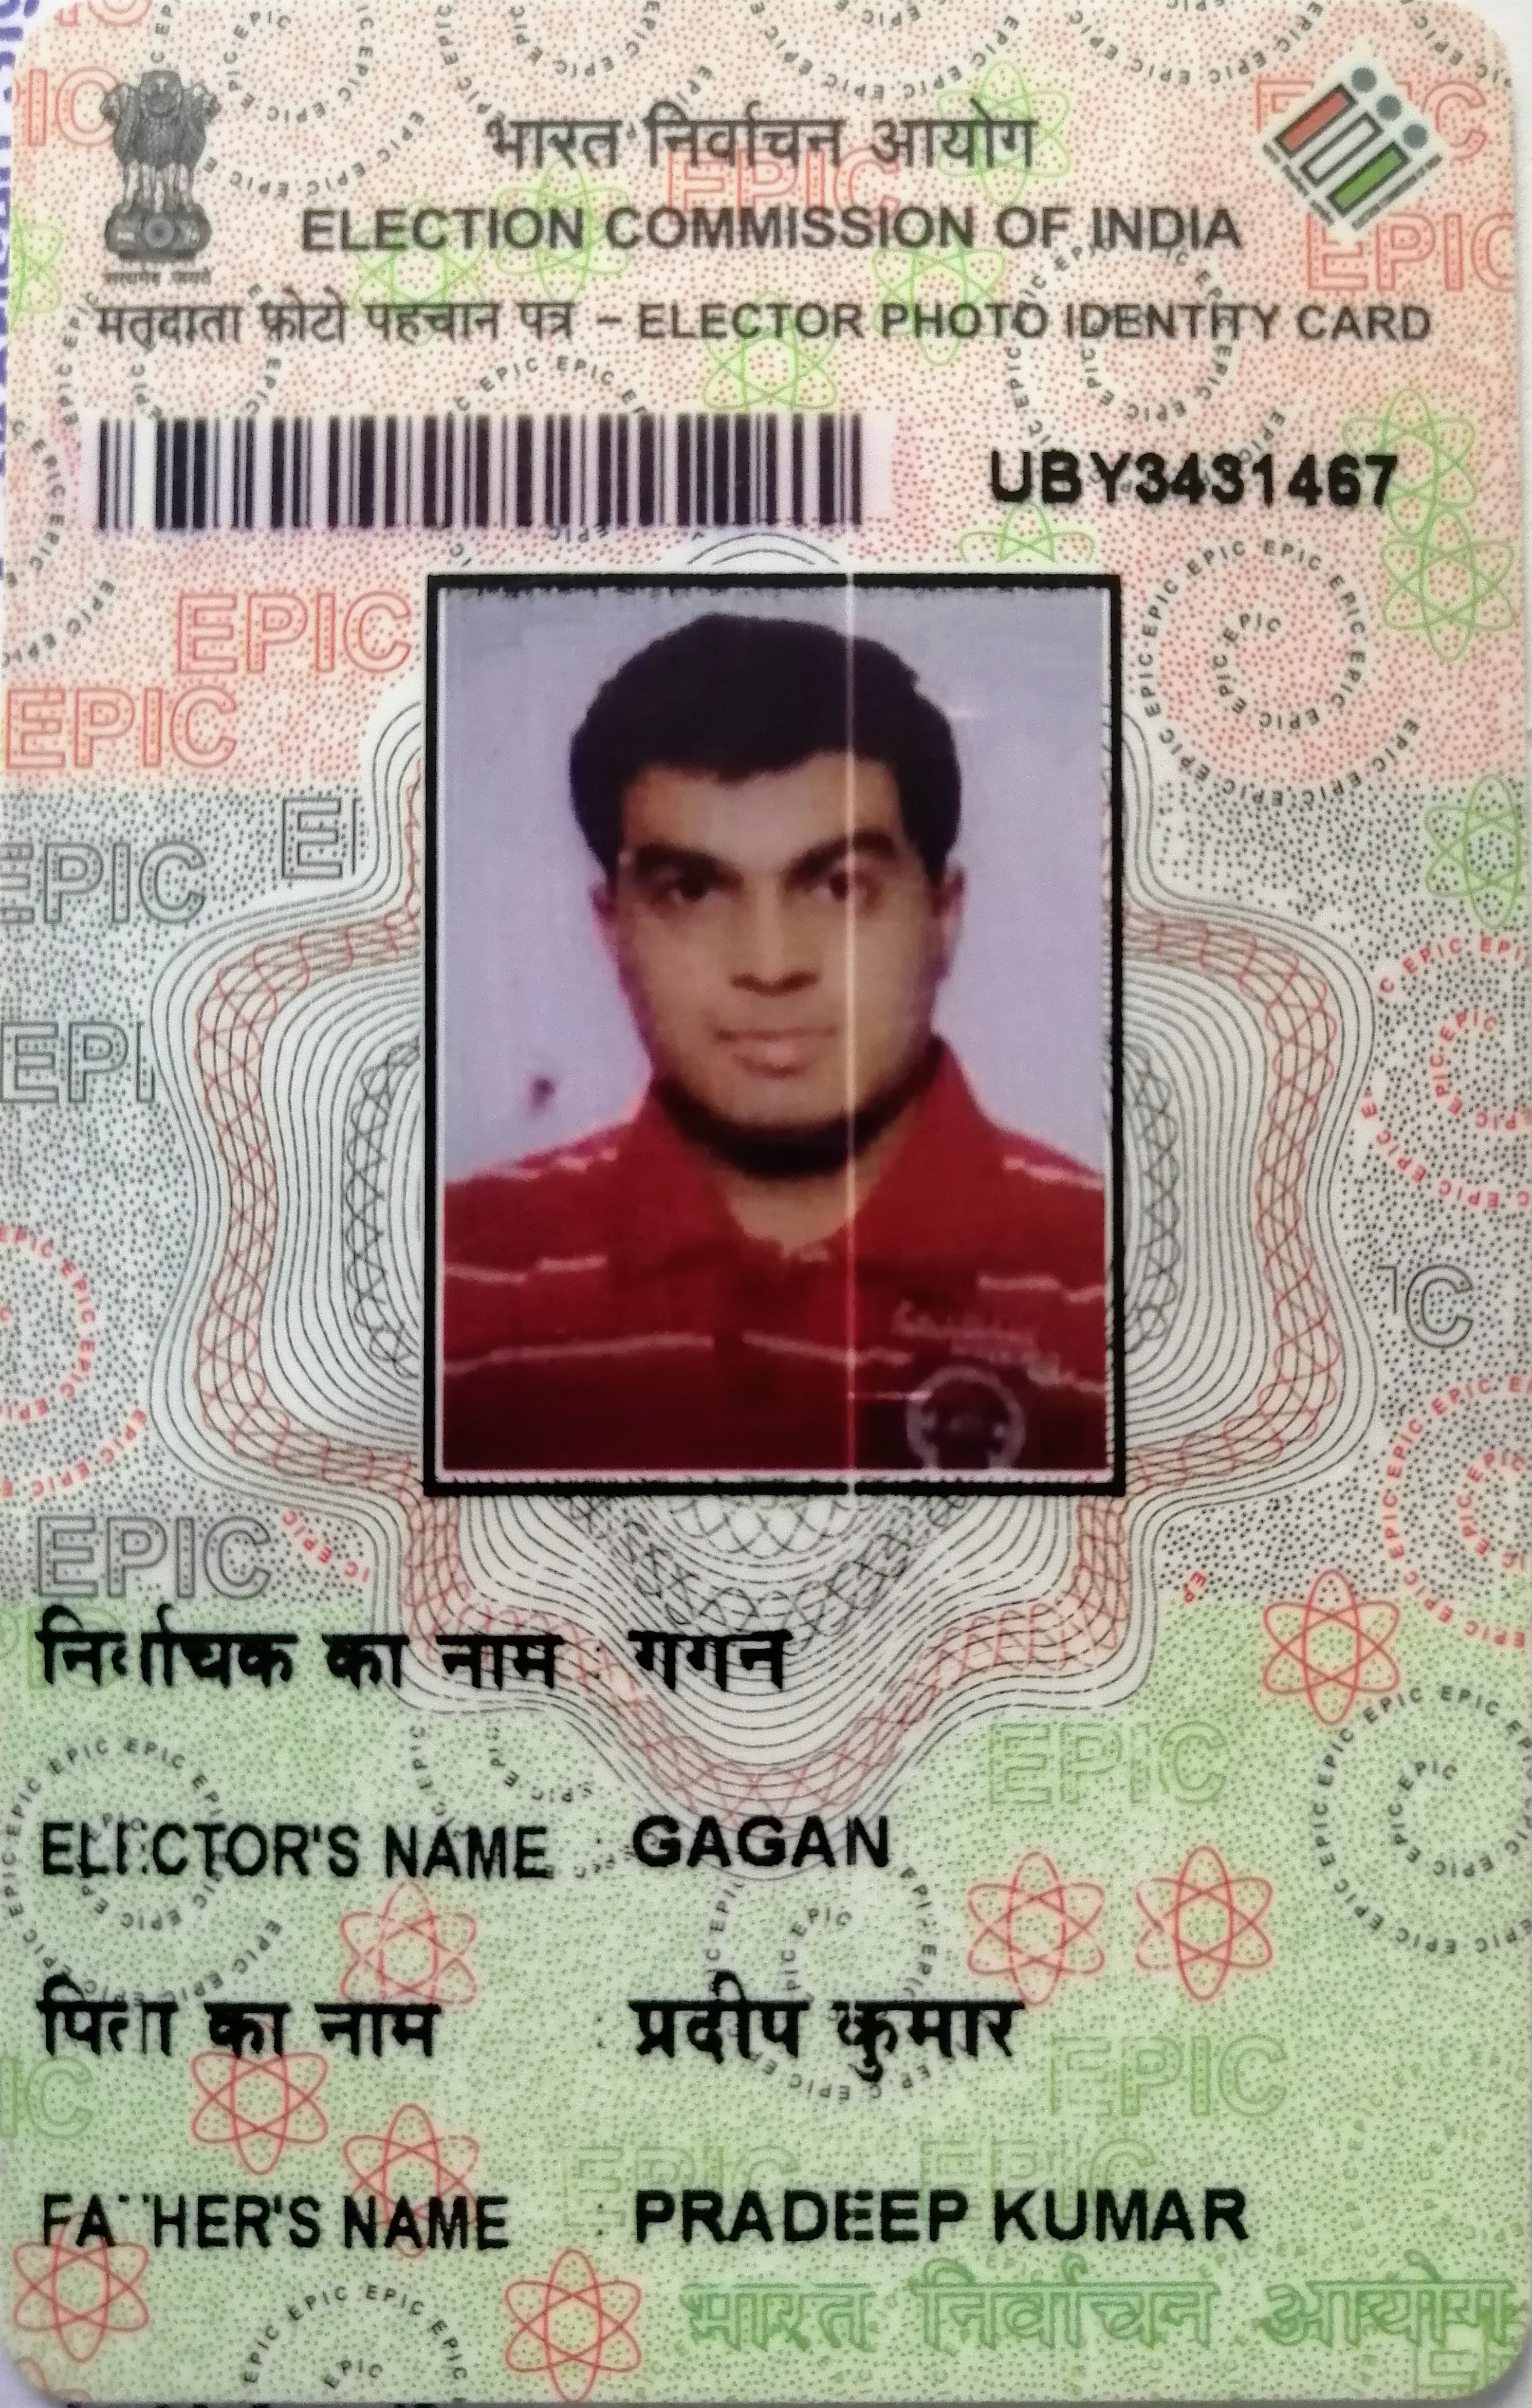 भारत निर्वाचन आयोग
ELECTION COMMISSION OF INDIA
सत्यमेव जयते
मतदाता फ़ोटो पहचान पत्र – ELECTOR PHOTO IDENTITY CARD
UBY3431467
निर्वाचक का नाम : गगन
ELECTOR'S NAME : GAGAN
पिता का नाम : प्रदीप कुमार
FATHER'S NAME : PRADEEP KUMAR
भारत निर्वाचन आयोग